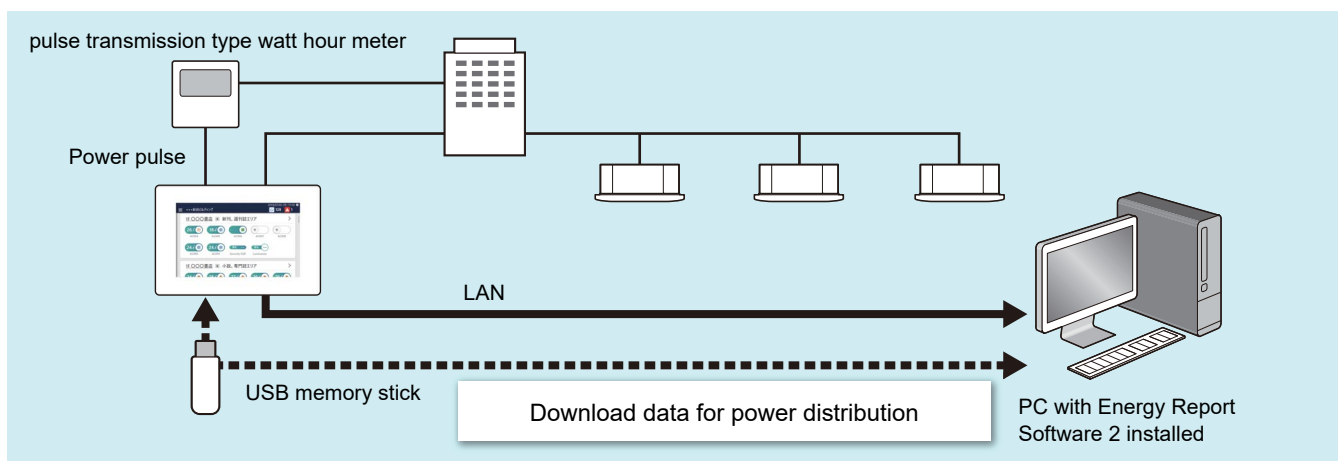 pulse transmission type watt hour meter
Power pulse
LAN
USB memory stick
Download data for power distribution
PC with Energy Report
Software 2 installed